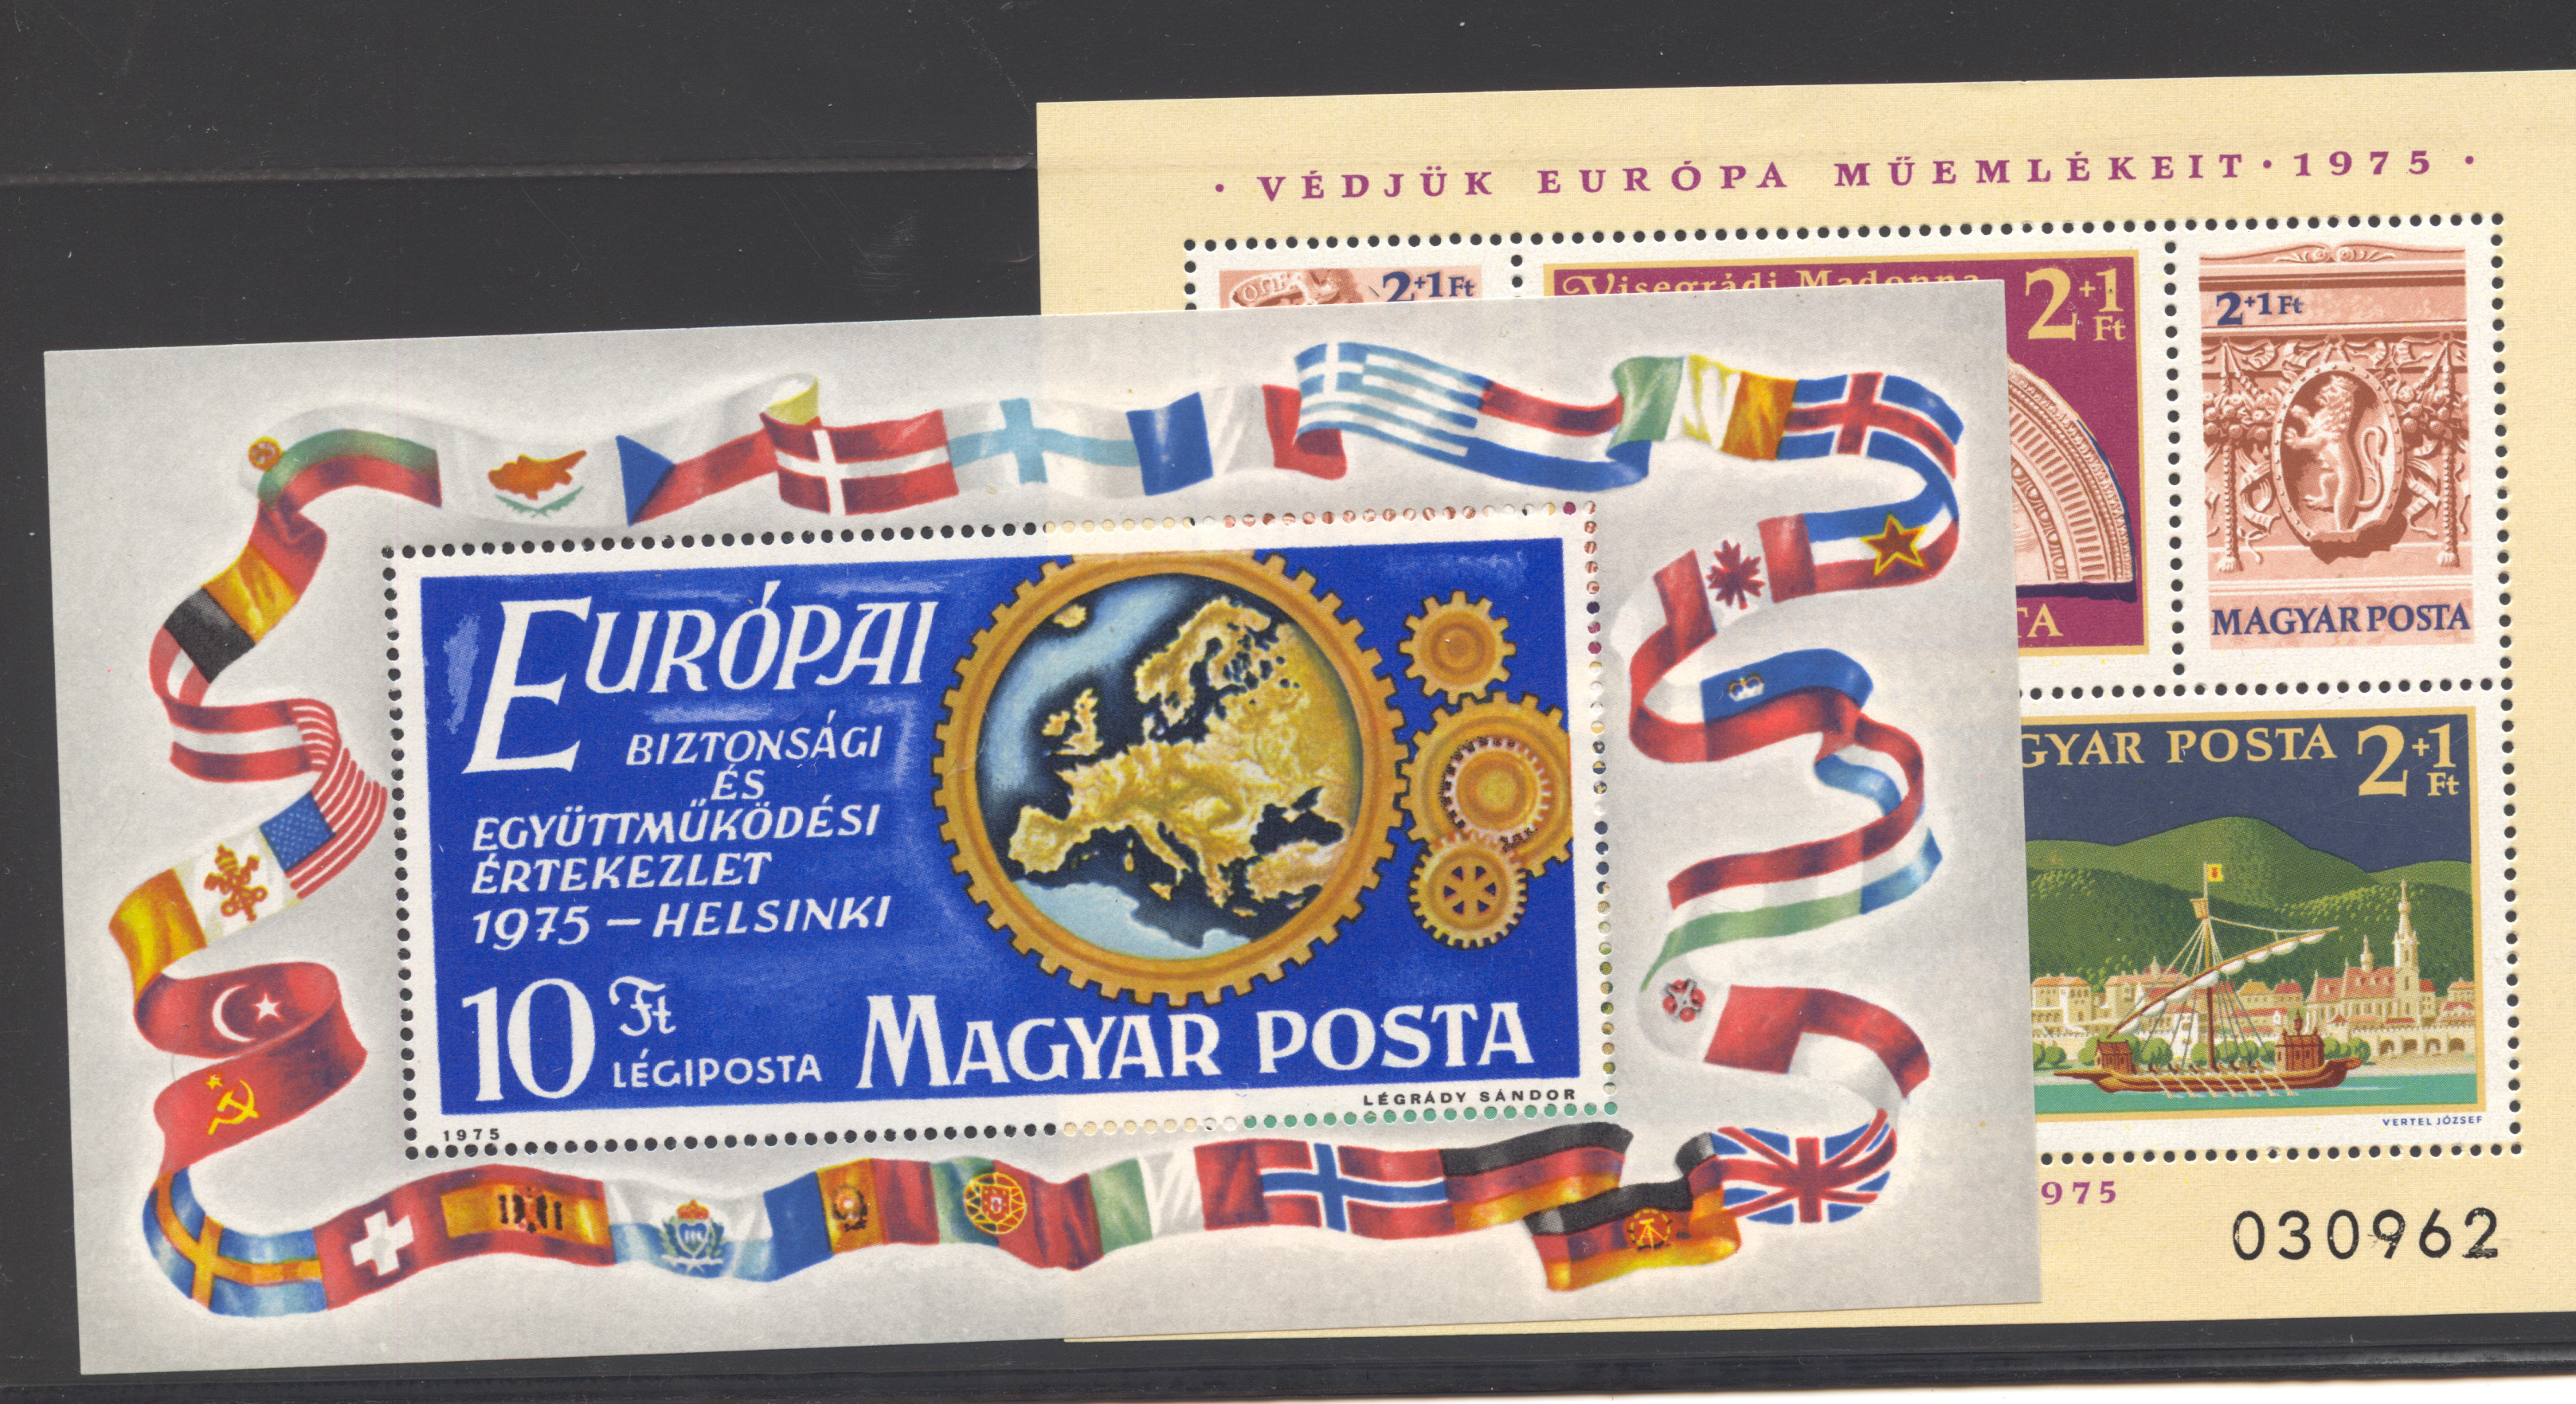 · VÉDJÜK EURÓPA MŰEMLÉKEIT · 1975 ·
2+1 Ft
Visegrádi Madonna
2+1 Ft
2+1 Ft
MAGYAR POSTA
TA
GYAR POSTA 2+1 Ft
VERTEL JÓZSEF
975
030962
EURÓPAI
BIZTONSÁGI
ÉS
EGYÜTTMŰKÖDÉSI
ÉRTEKEZLET
1975 – HELSINKI
10 Ft
LÉGIPOSTA
MAGYAR POSTA
LÉGRÁDY SÁNDOR
1975